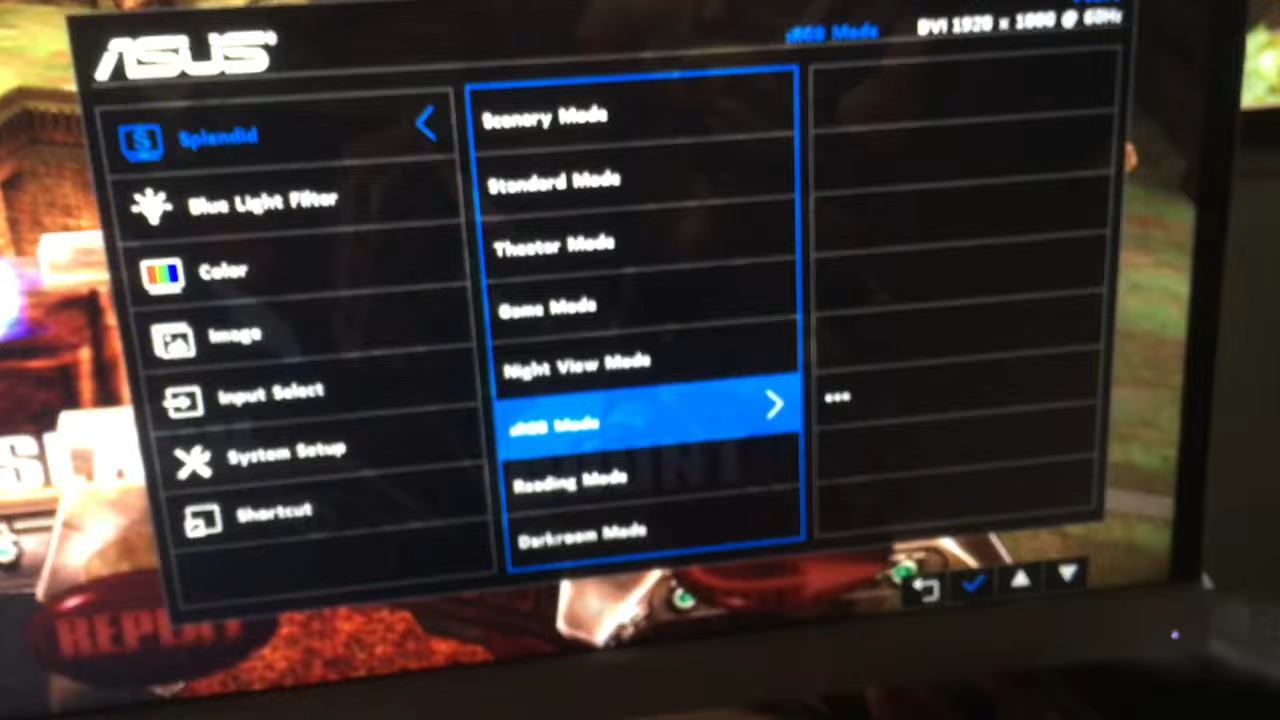 ASUS
sRGB Mode
DVI 1920 x 1080 @ 60Hz
Splendid
Blue Light Filter
Color
Image
Input Select
System Setup
Shortcut
Scenery Mode
Standard Mode
Theater Mode
Game Mode
Night View Mode
sRGB Mode
Reading Mode
Darkroom Mode
...
REPLAY